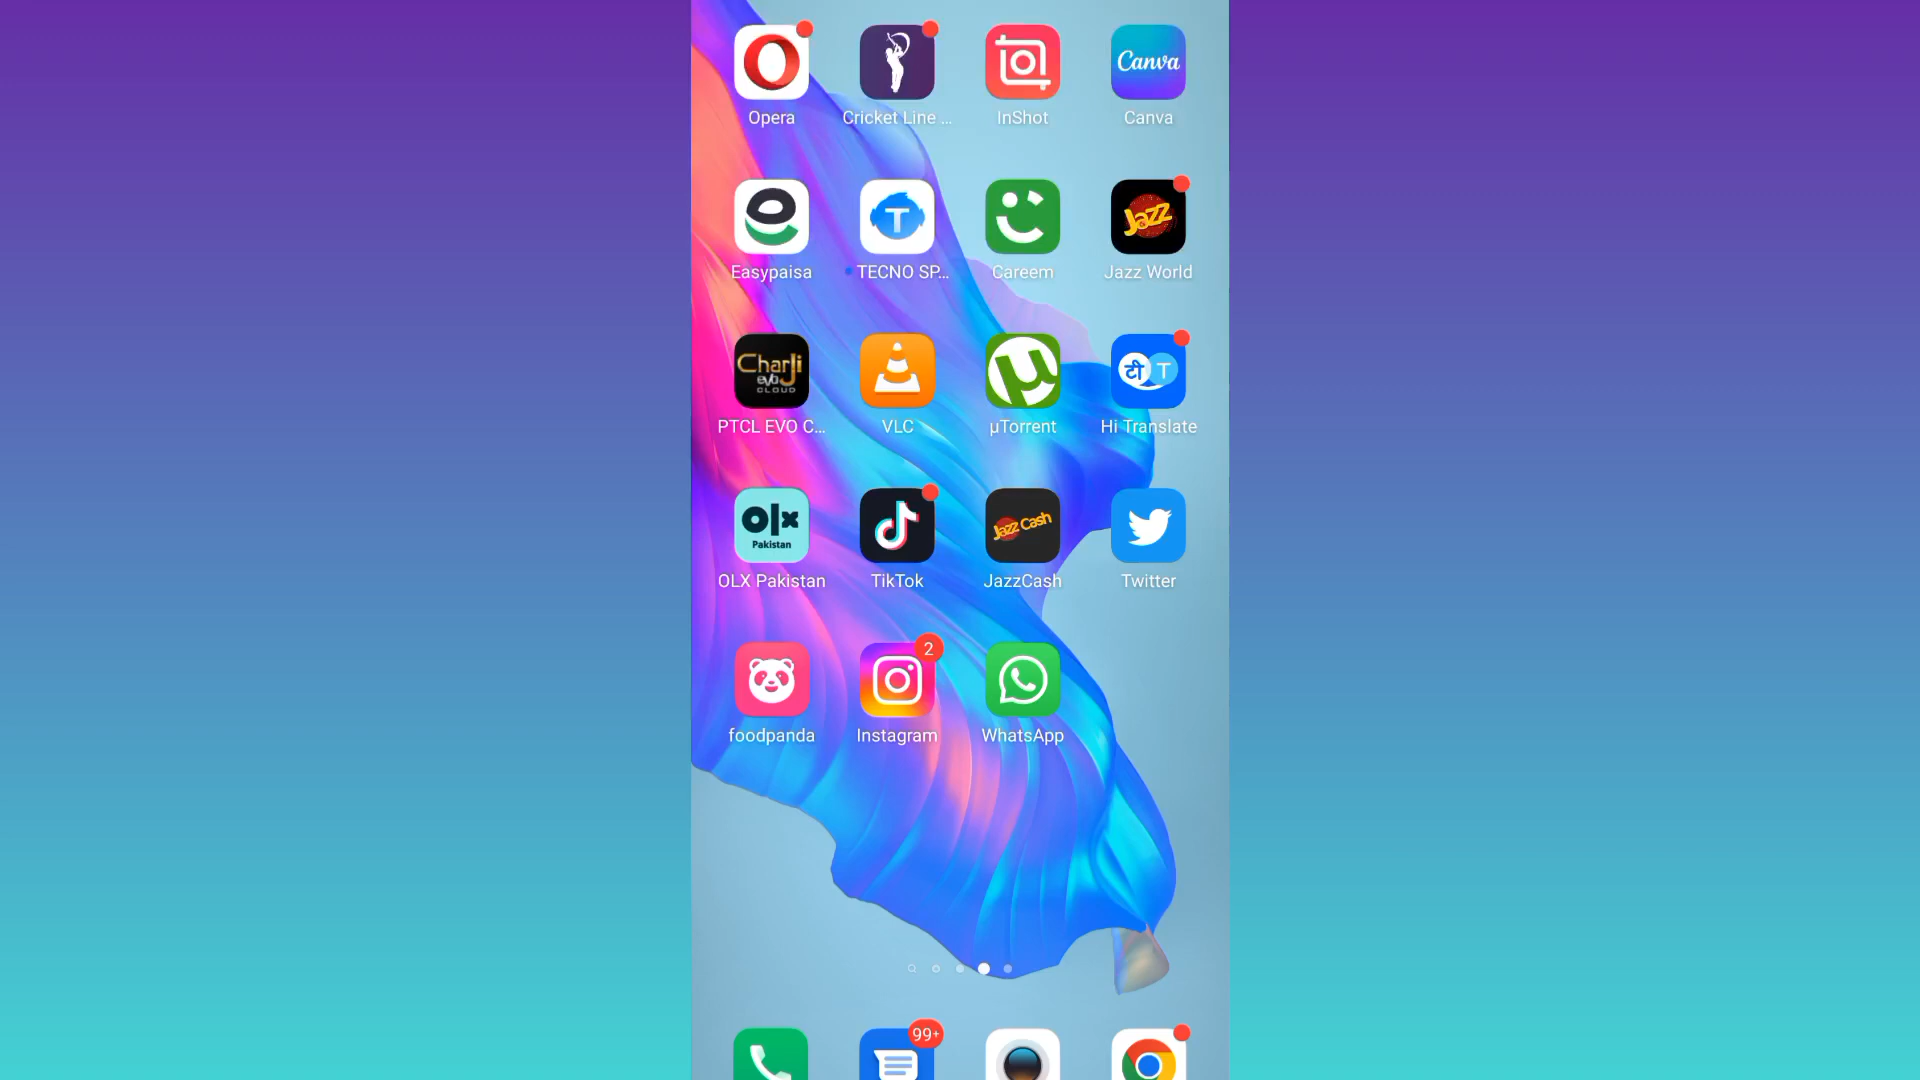 Canva
Opera
Cricket Line ...
InShot
Canva
T
Jazz
Easypaisa
TECNO SP...
Careem
Jazz World
CharJi
evo
CLOUD
टी T
PTCL EVO C...
VLC
µTorrent
Hi Translate
olx
Pakistan
Jazz Cash
OLX Pakistan
TikTok
JazzCash
Twitter
2
foodpanda
Instagram
WhatsApp
99+